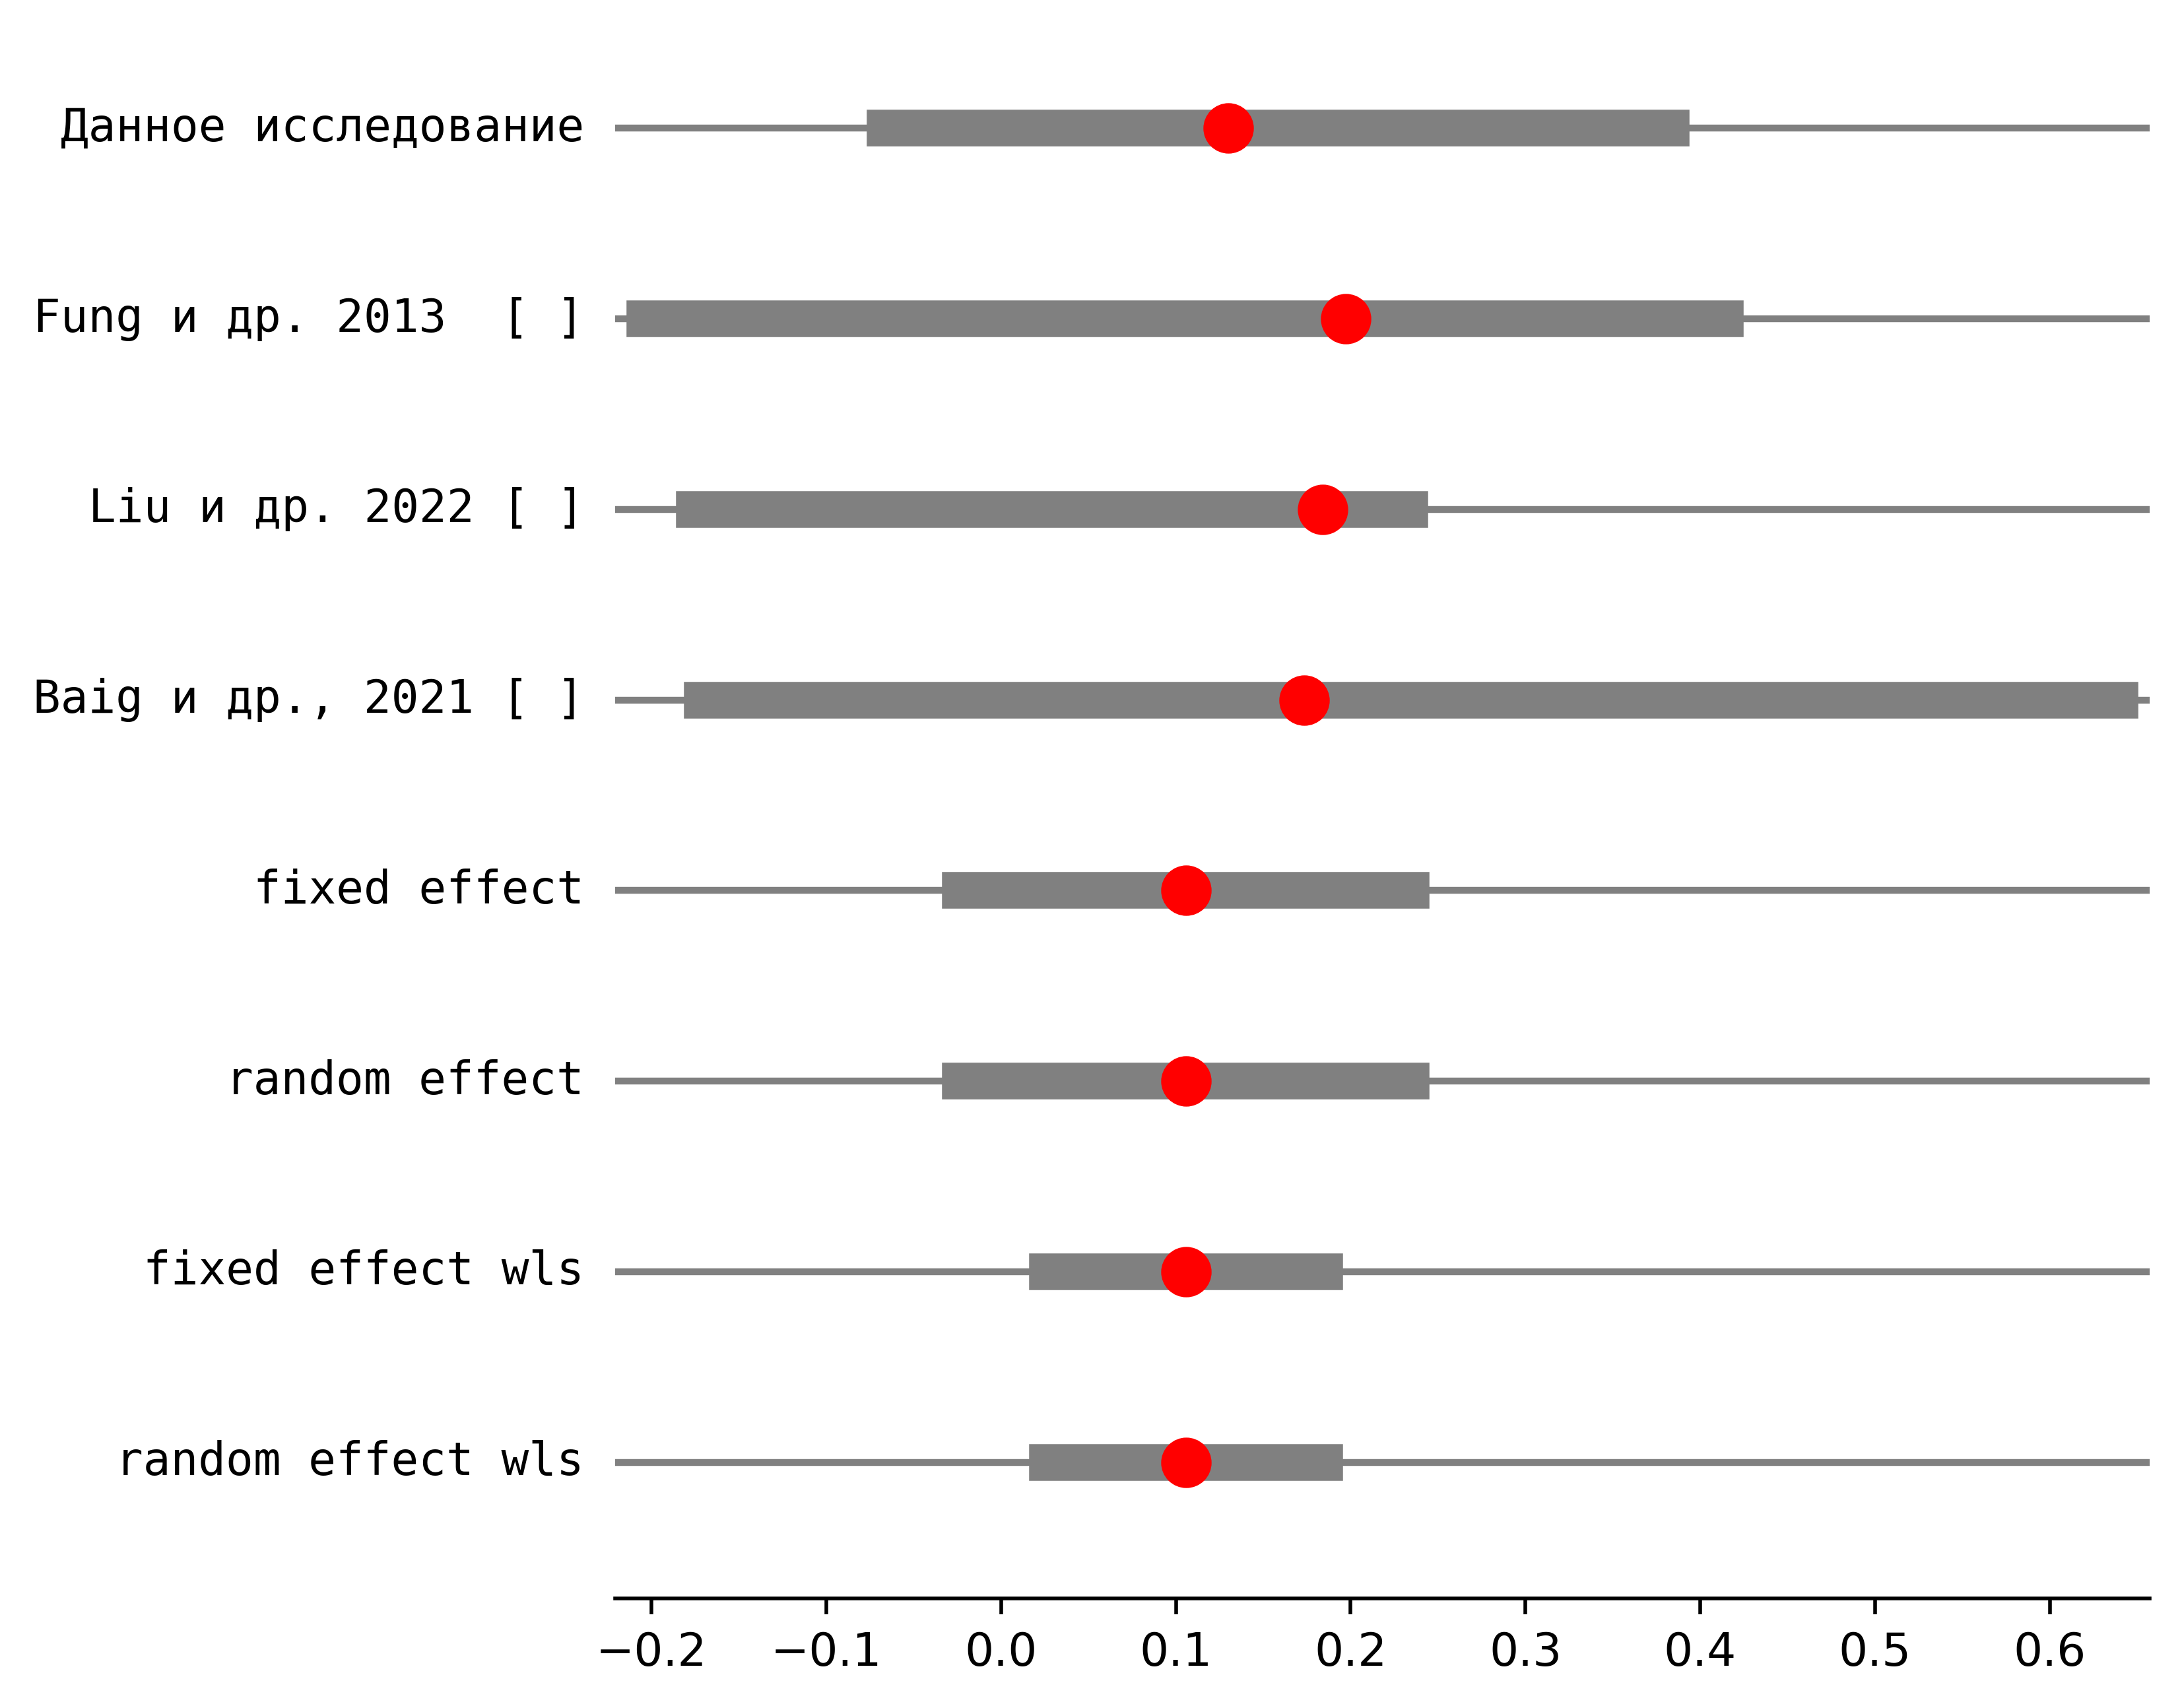 Данное исследование
Fung и др. 2013  [ ]
Liu и др. 2022 [ ]
Baig и др., 2021 [ ]
fixed effect
random effect
fixed effect wls
random effect wls
−0.2 −0.1 0.0 0.1 0.2 0.3 0.4 0.5 0.6